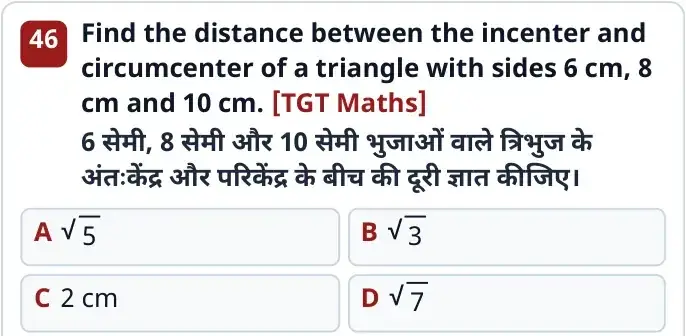 46 Find the distance between the incenter and
circumcenter of a triangle with sides 6 cm, 8
cm and 10 cm. [TGT Maths]
6 सेमी, 8 सेमी और 10 सेमी भुजाओं वाले त्रिभुज के
अंतःकेंद्र और परिकेंद्र के बीच की दूरी ज्ञात कीजिए।
A √5 B √3
C 2 cm D √7